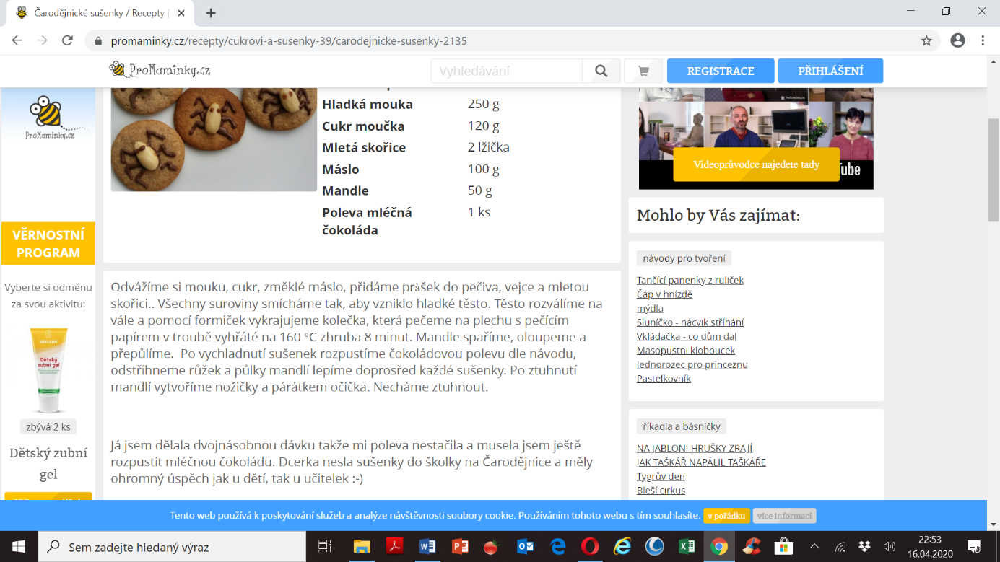 Čarodějnické sušenky / Recepty |
promaminky.cz/recepty/cukrovi-a-susenky-39/carodejnicke-susenky-2135
ProMaminky.cz
Vyhledávání
REGISTRACE
PŘIHLÁŠENÍ
ProMaminky.cz
VĚRNOSTNÍ
PROGRAM
Vyberte si odměnu
za svou aktivitu:
WELEDA
Dětský
zubní gel
zbývá 2 ks
Dětský zubní
gel
Hladká mouka 250 g
Cukr moučka 120 g
Mletá skořice 2 lžička
Máslo 100 g
Mandle 50 g
Poleva mléčná 1 ks
čokoláda
Odvážíme si mouku, cukr, změklé máslo, přidáme pràšek do pečiva, vejce a mletou
skořici.. Všechny suroviny smícháme tak, aby vzniklo hladké těsto. Těsto rozválíme na
vále a pomocí formiček vykrajujeme kolečka, která pečeme na plechu s pečícím
papírem v troubě vyhřáté na 160 °C zhruba 8 minut. Mandle spaříme, oloupeme a
přepůlíme. Po vychladnutí sušenek rozpustíme čokoládovou polevu dle návodu,
odstřihneme růžek a půlky mandlí lepíme doprosřed každé sušenky. Po ztuhnutí
mandlí vytvoříme nožičky a párátkem očička. Necháme ztuhnout.
Já jsem dělala dvojnásobnou dávku takže mi poleva nestačila a musela jsem ještě
rozpustit mléčnou čokoládu. Dcerka nesla sušenky do školky na Čarodějnice a měly
ohromný úspěch jak u dětí, tak u učitelek :-)
ProMaminky.cz
Videoprůvodce najedete tady
Tube
Mohlo by Vás zajímat:
návody pro tvoření
Tančící panenky z ruliček
Čáp v hnízdě
mýdla
Sluníčko - nácvik stříhání
Vkládačka - co dům dal
Masopustni kloboucek
Jednorozec pro princeznu
Pastelkovník
říkadla a básničky
NA JABLONI HRUŠKY ZRAJÍ
JAK TAŠKÁŘ NAPÁLIL TAŠKÁŘE
Tygrův den
Bleší cirkus
Tento web používá k poskytování služeb a analýze návštěvnosti soubory cookie. Používáním tohoto webu s tím souhlasíte. v pořádku více informací
Sem zadejte hledaný výraz
22:53
16.04.2020